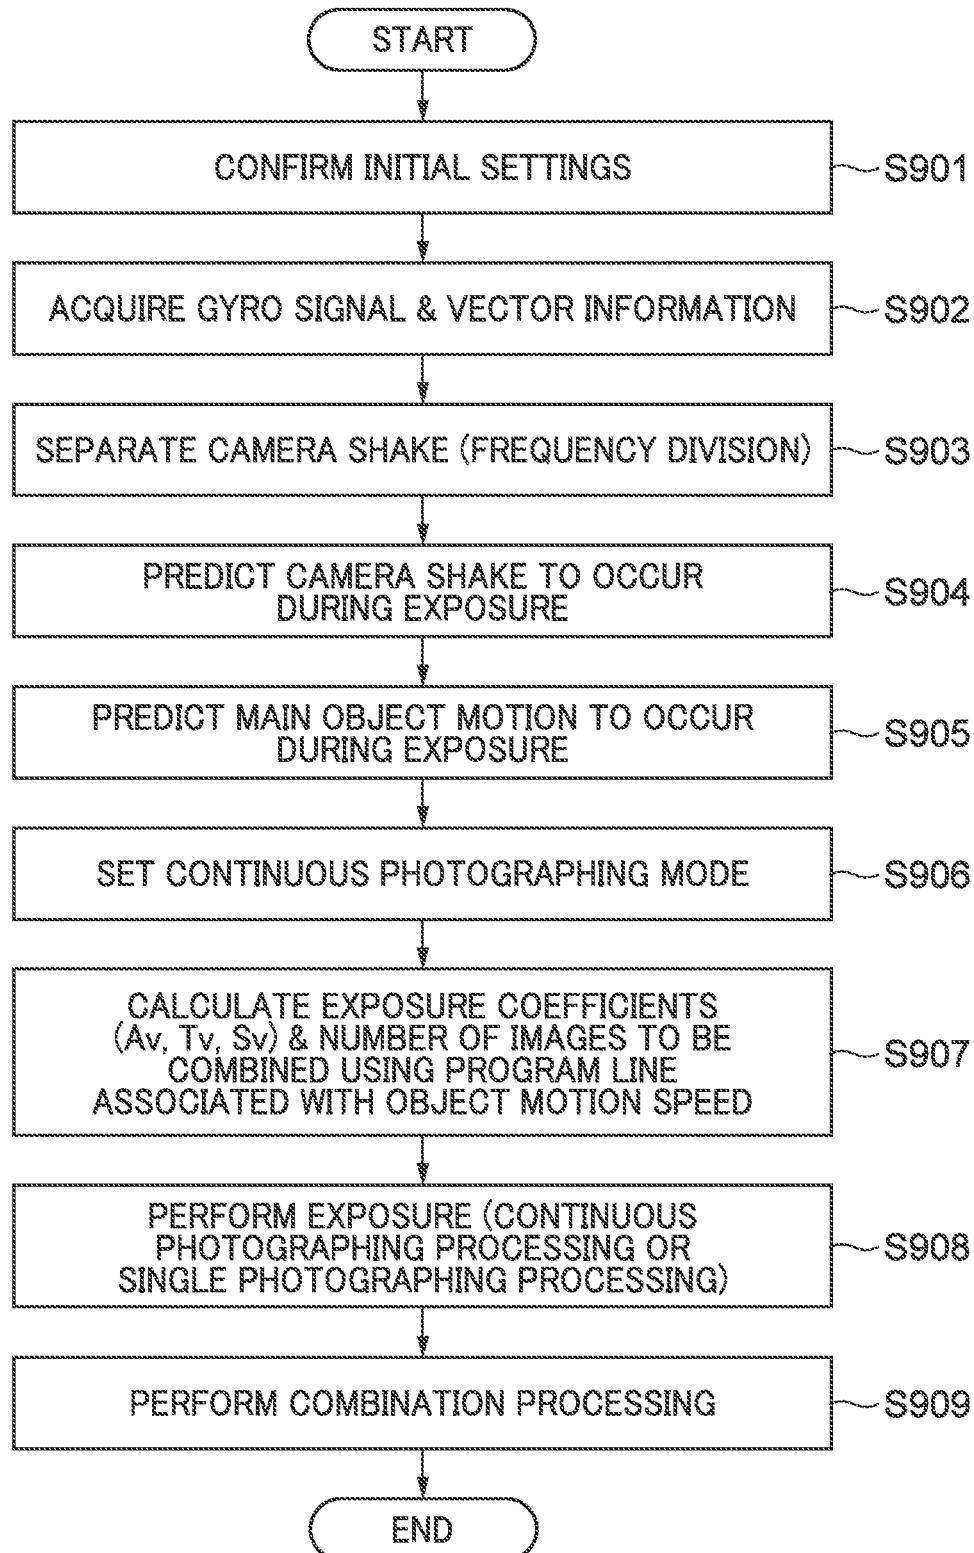 START
CONFIRM INITIAL SETTINGS
S901
ACQUIRE GYRO SIGNAL & VECTOR INFORMATION
S902
SEPARATE CAMERA SHAKE (FREQUENCY DIVISION)
S903
PREDICT CAMERA SHAKE TO OCCUR
DURING EXPOSURE
S904
PREDICT MAIN OBJECT MOTION TO OCCUR
DURING EXPOSURE
S905
SET CONTINUOUS PHOTOGRAPHING MODE
S906
CALCULATE EXPOSURE COEFFICIENTS
(Av, Tv, Sv) & NUMBER OF IMAGES TO BE
COMBINED USING PROGRAM LINE
ASSOCIATED WITH OBJECT MOTION SPEED
S907
PERFORM EXPOSURE (CONTINUOUS
PHOTOGRAPHING PROCESSING OR
SINGLE PHOTOGRAPHING PROCESSING)
S908
PERFORM COMBINATION PROCESSING
S909
END